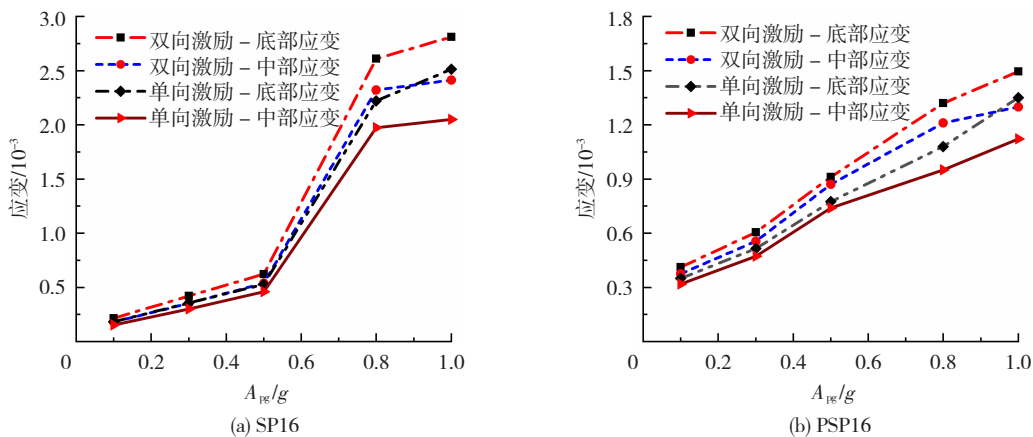 3.0
2.5
2.0
1.5
1.0
0.5
应变/10⁻³
双向激励-底部应变
双向激励-中部应变
单向激励-底部应变
单向激励-中部应变
0 0.2 0.4 0.6 0.8 1.0
A_pg/g
(a) SP16
1.8
1.5
1.2
0.9
0.6
0.3
应变/10⁻³
双向激励-底部应变
双向激励-中部应变
单向激励-底部应变
单向激励-中部应变
0 0.2 0.4 0.6 0.8 1.0
A_pg/g
(b) PSP16